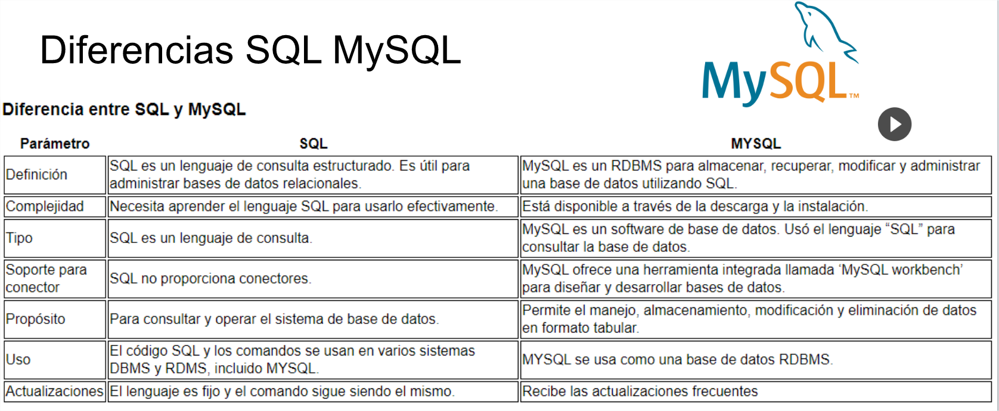 Diferencias SQL MySQL
MySQL™
Diferencia entre SQL y MySQL
Parámetro SQL MYSQL
Definición
SQL es un lenguaje de consulta estructurado. Es útil para
administrar bases de datos relacionales.
MySQL es un RDBMS para almacenar, recuperar, modificar y administrar
una base de datos utilizando SQL.
Complejidad
Necesita aprender el lenguaje SQL para usarlo efectivamente.
Está disponible a través de la descarga y la instalación.
Tipo
SQL es un lenguaje de consulta.
MySQL es un software de base de datos. Usó el lenguaje “SQL” para
consultar la base de datos.
Soporte para
conector
SQL no proporciona conectores.
MySQL ofrece una herramienta integrada llamada ‘MySQL workbench’
para diseñar y desarrollar bases de datos.
Propósito
Para consultar y operar el sistema de base de datos.
Permite el manejo, almacenamiento, modificación y eliminación de datos
en formato tabular.
Uso
El código SQL y los comandos se usan en varios sistemas
DBMS y RDMS, incluido MYSQL.
MYSQL se usa como una base de datos RDBMS.
Actualizaciones
El lenguaje es fijo y el comando sigue siendo el mismo.
Recibe las actualizaciones frecuentes